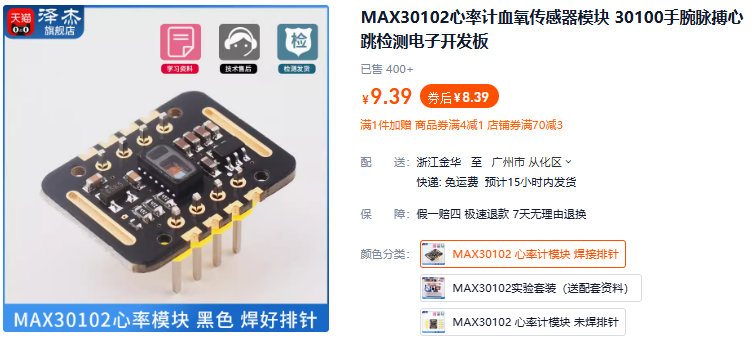 天猫 泽杰
旗舰店
检
学习资料 技术售后 检测发货
MAX30102心率模块 黑色 焊好排针
MAX30102心率计血氧传感器模块 30100手腕脉搏心
跳检测电子开发板
已售 400+
¥9.39 券后¥8.39
满1件加赠 商品券满4减1 店铺券满70减3
配 送: 浙江金华 至 广州市 从化区
快递: 免运费 预计15小时内发货
保 障: 假一赔四 极速退款 7天无理由退换
颜色分类: MAX30102 心率计模块 焊接排针
MAX30102实验套装（送配套资料）
MAX30102 心率计模块 未焊排针